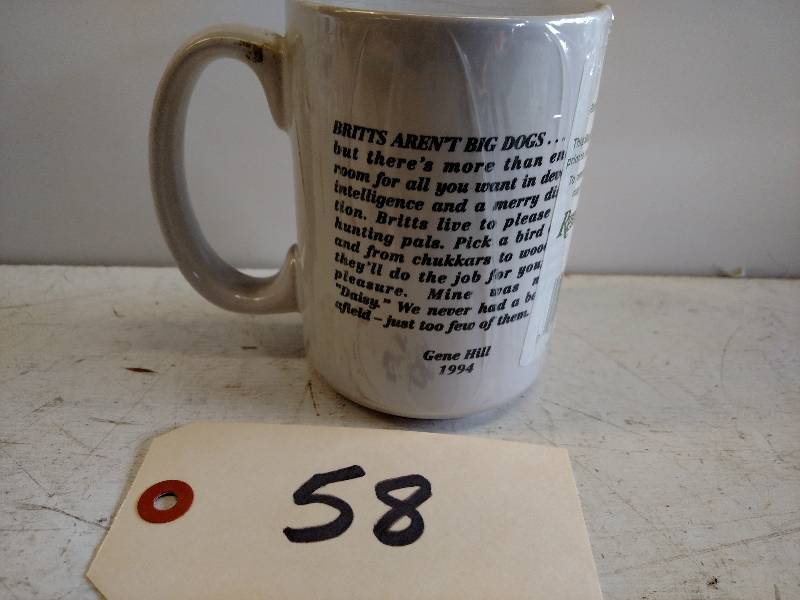 BRITTS AREN'T BIG DOGS . . .
but there's more than
room for all you want in
intelligence and a merry
tion. Britts live to please
hunting pals. Pick a bird
and from chukkars to
they'll do the job for you,
pleasure. Mine was
"Daisy." We never had a
afield – just too few of them.
Gene Hill
1994
58